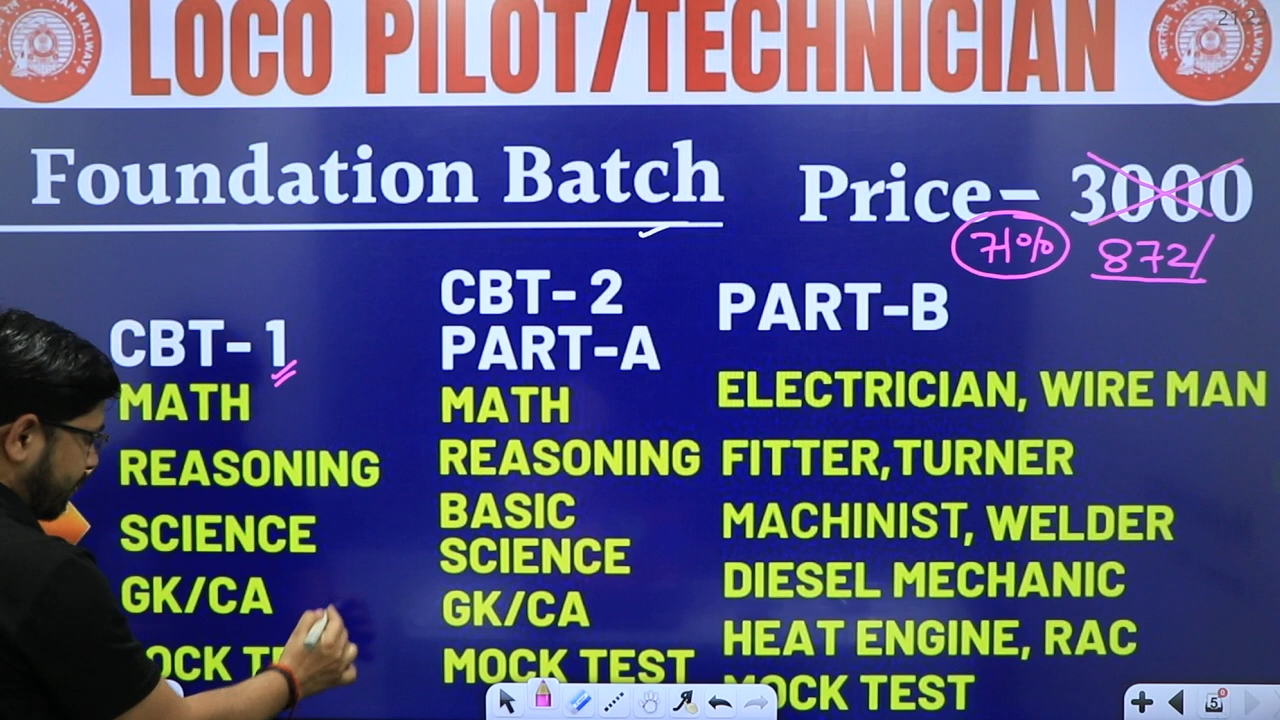 LOCO PILOT/TECHNICIAN
Foundation Batch
Price- 3000
71% 872/
CBT- 1
MATH
REASONING
SCIENCE
GK/CA
CBT- 2
PART-A
MATH
REASONING
BASIC
SCIENCE
GK/CA
MOCK TEST
PART-B
ELECTRICIAN, WIRE MAN
FITTER,TURNER
MACHINIST, WELDER
DIESEL MECHANIC
HEAT ENGINE, RAC
MOCK TEST
5